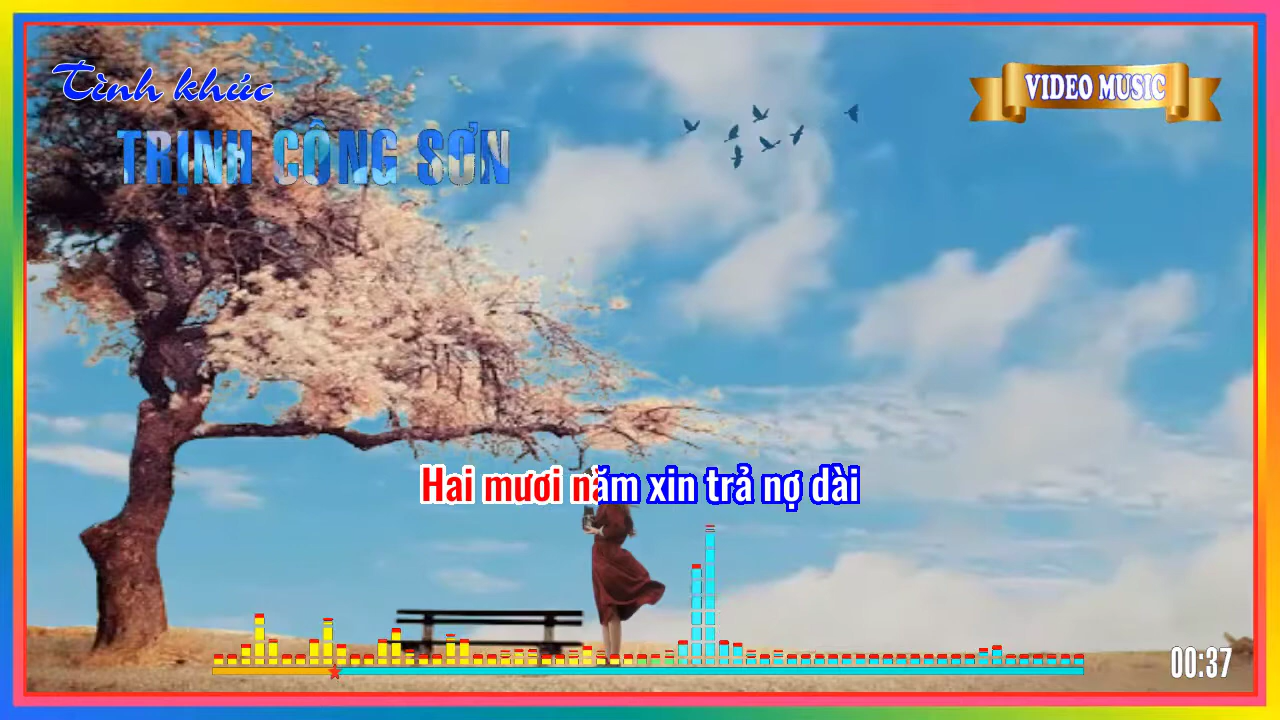 Tình khúc
TRỊNH CÔNG SƠN
VIDEO MUSIC
Hai mươi năm xin trả nợ dài
00:37